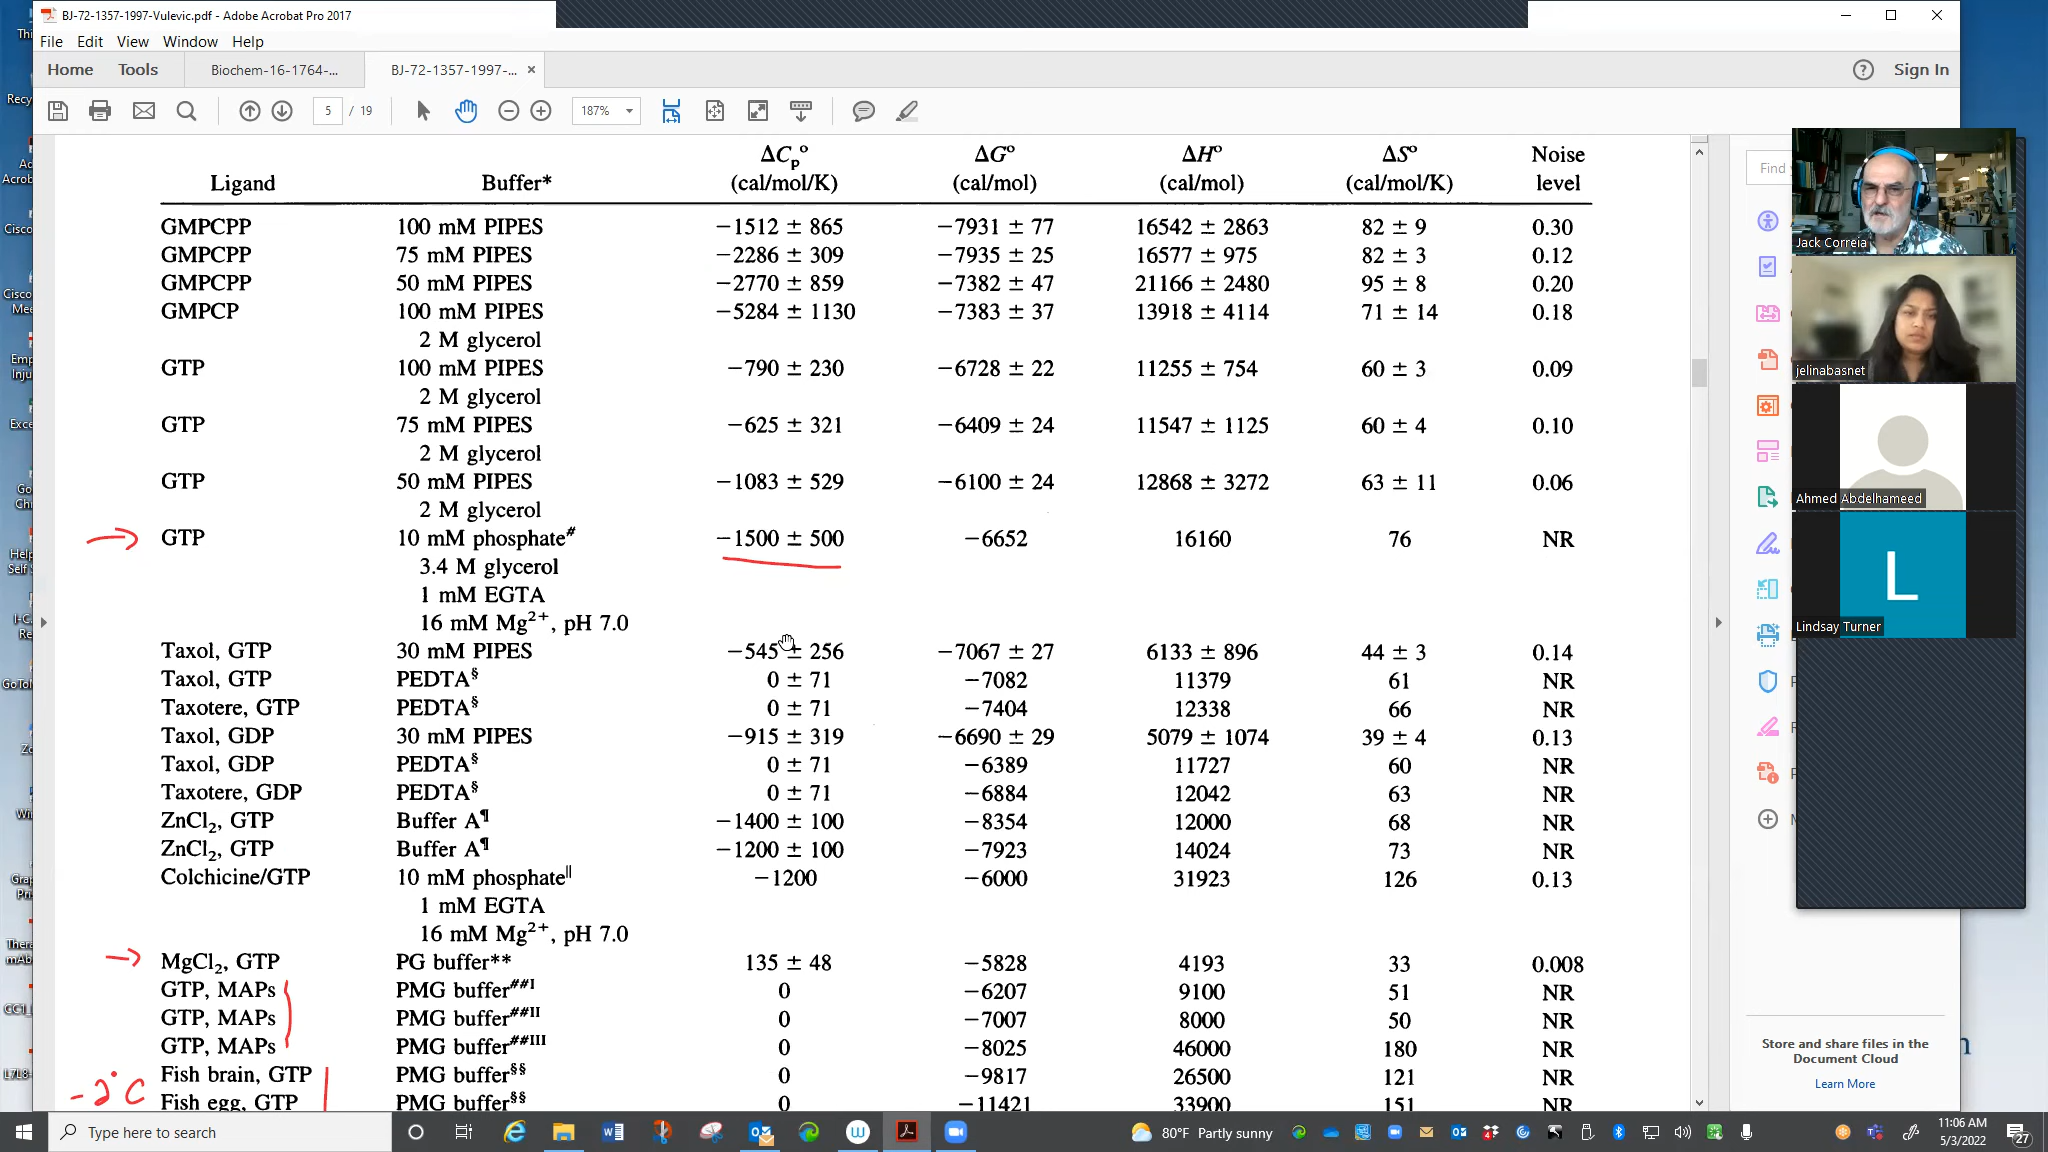 BJ-72-1357-1997-Vulevic.pdf - Adobe Acrobat Pro 2017
File Edit View Window Help
Home Tools Biochem-16-1764-... BJ-72-1357-1997-... ×
5 / 19 187%
Sign In
ΔCp° ΔG° ΔH° ΔS° Noise
Ligand Buffer* (cal/mol/K) (cal/mol) (cal/mol) (cal/mol/K) level
GMPCPP 100 mM PIPES −1512 ± 865 −7931 ± 77 16542 ± 2863 82 ± 9 0.30
GMPCPP 75 mM PIPES −2286 ± 309 −7935 ± 25 16577 ± 975 82 ± 3 0.12
GMPCPP 50 mM PIPES −2770 ± 859 −7382 ± 47 21166 ± 2480 95 ± 8 0.20
GMPCP 100 mM PIPES −5284 ± 1130 −7383 ± 37 13918 ± 4114 71 ± 14 0.18
2 M glycerol
GTP 100 mM PIPES −790 ± 230 −6728 ± 22 11255 ± 754 60 ± 3 0.09
2 M glycerol
GTP 75 mM PIPES −625 ± 321 −6409 ± 24 11547 ± 1125 60 ± 4 0.10
2 M glycerol
GTP 50 mM PIPES −1083 ± 529 −6100 ± 24 12868 ± 3272 63 ± 11 0.06
2 M glycerol
GTP 10 mM phosphate# −1500 ± 500 −6652 16160 76 NR
3.4 M glycerol
1 mM EGTA
16 mM Mg²⁺, pH 7.0
Taxol, GTP 30 mM PIPES −545 ± 256 −7067 ± 27 6133 ± 896 44 ± 3 0.14
Taxol, GTP PEDTA§ 0 ± 71 −7082 11379 61 NR
Taxotere, GTP PEDTA§ 0 ± 71 −7404 12338 66 NR
Taxol, GDP 30 mM PIPES −915 ± 319 −6690 ± 29 5079 ± 1074 39 ± 4 0.13
Taxol, GDP PEDTA§ 0 ± 71 −6389 11727 60 NR
Taxotere, GDP PEDTA§ 0 ± 71 −6884 12042 63 NR
ZnCl₂, GTP Buffer A¶ −1400 ± 100 −8354 12000 68 NR
ZnCl₂, GTP Buffer A¶ −1200 ± 100 −7923 14024 73 NR
Colchicine/GTP 10 mM phosphate‖ −1200 −6000 31923 126 0.13
1 mM EGTA
16 mM Mg²⁺, pH 7.0
MgCl₂, GTP PG buffer** 135 ± 48 −5828 4193 33 0.008
GTP, MAPs PMG buffer##I 0 −6207 9100 51 NR
GTP, MAPs PMG buffer##II 0 −7007 8000 50 NR
GTP, MAPs PMG buffer##III 0 −8025 46000 180 NR
Fish brain, GTP PMG buffer§§ 0 −9817 26500 121 NR
-2°C Fish egg, GTP PMG buffer§§ 0 −11421 33900 151 NR
Find
Store and share files in the
Document Cloud
Learn More
Jack Correia
jelinabasnet
Ahmed Abdelhameed
L
Lindsay Turner
Type here to search
80°F Partly sunny
11:06 AM
5/3/2022
27